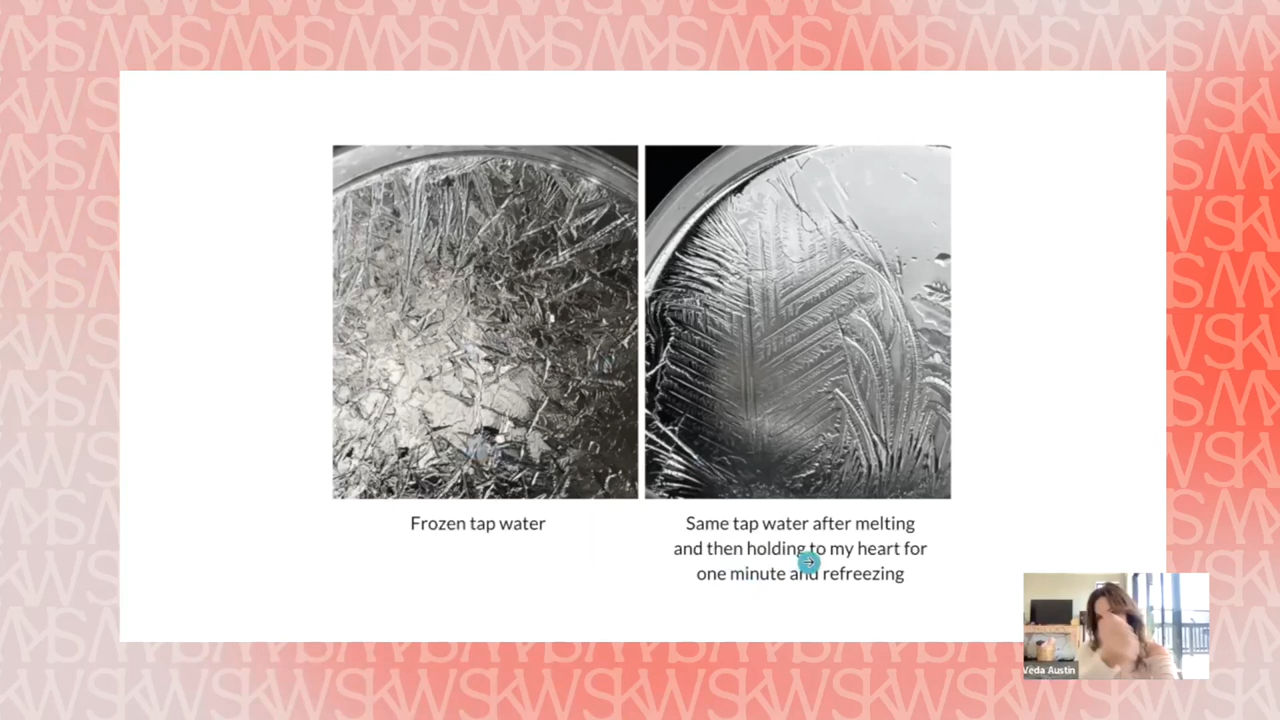 Frozen tap water
Same tap water after melting
and then holding to my heart for
one minute and refreezing
Veda Austin